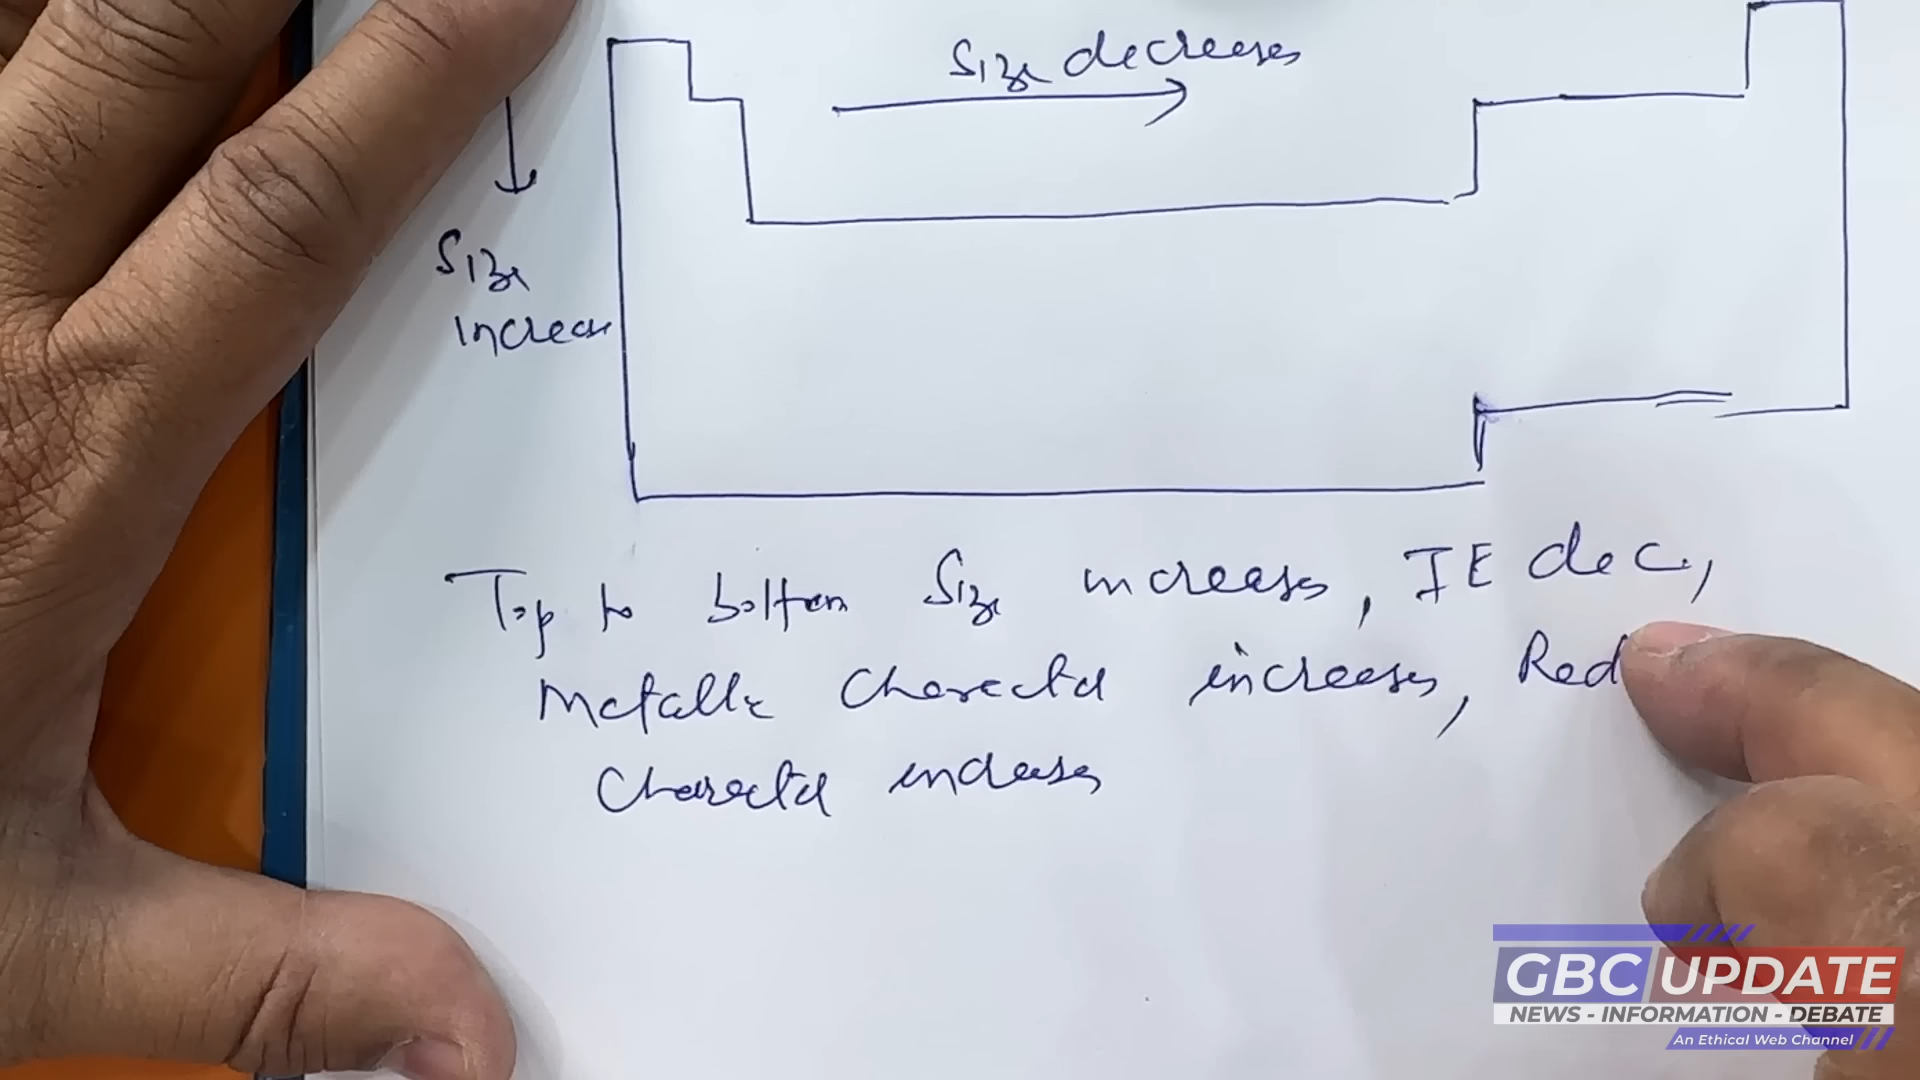 Size decreases
Size
increase
Top to bottom Size increases, IE dec.,
Metallic Character increases, Red
Character increases
GBC UPDATE
NEWS - INFORMATION - DEBATE
An Ethical Web Channel